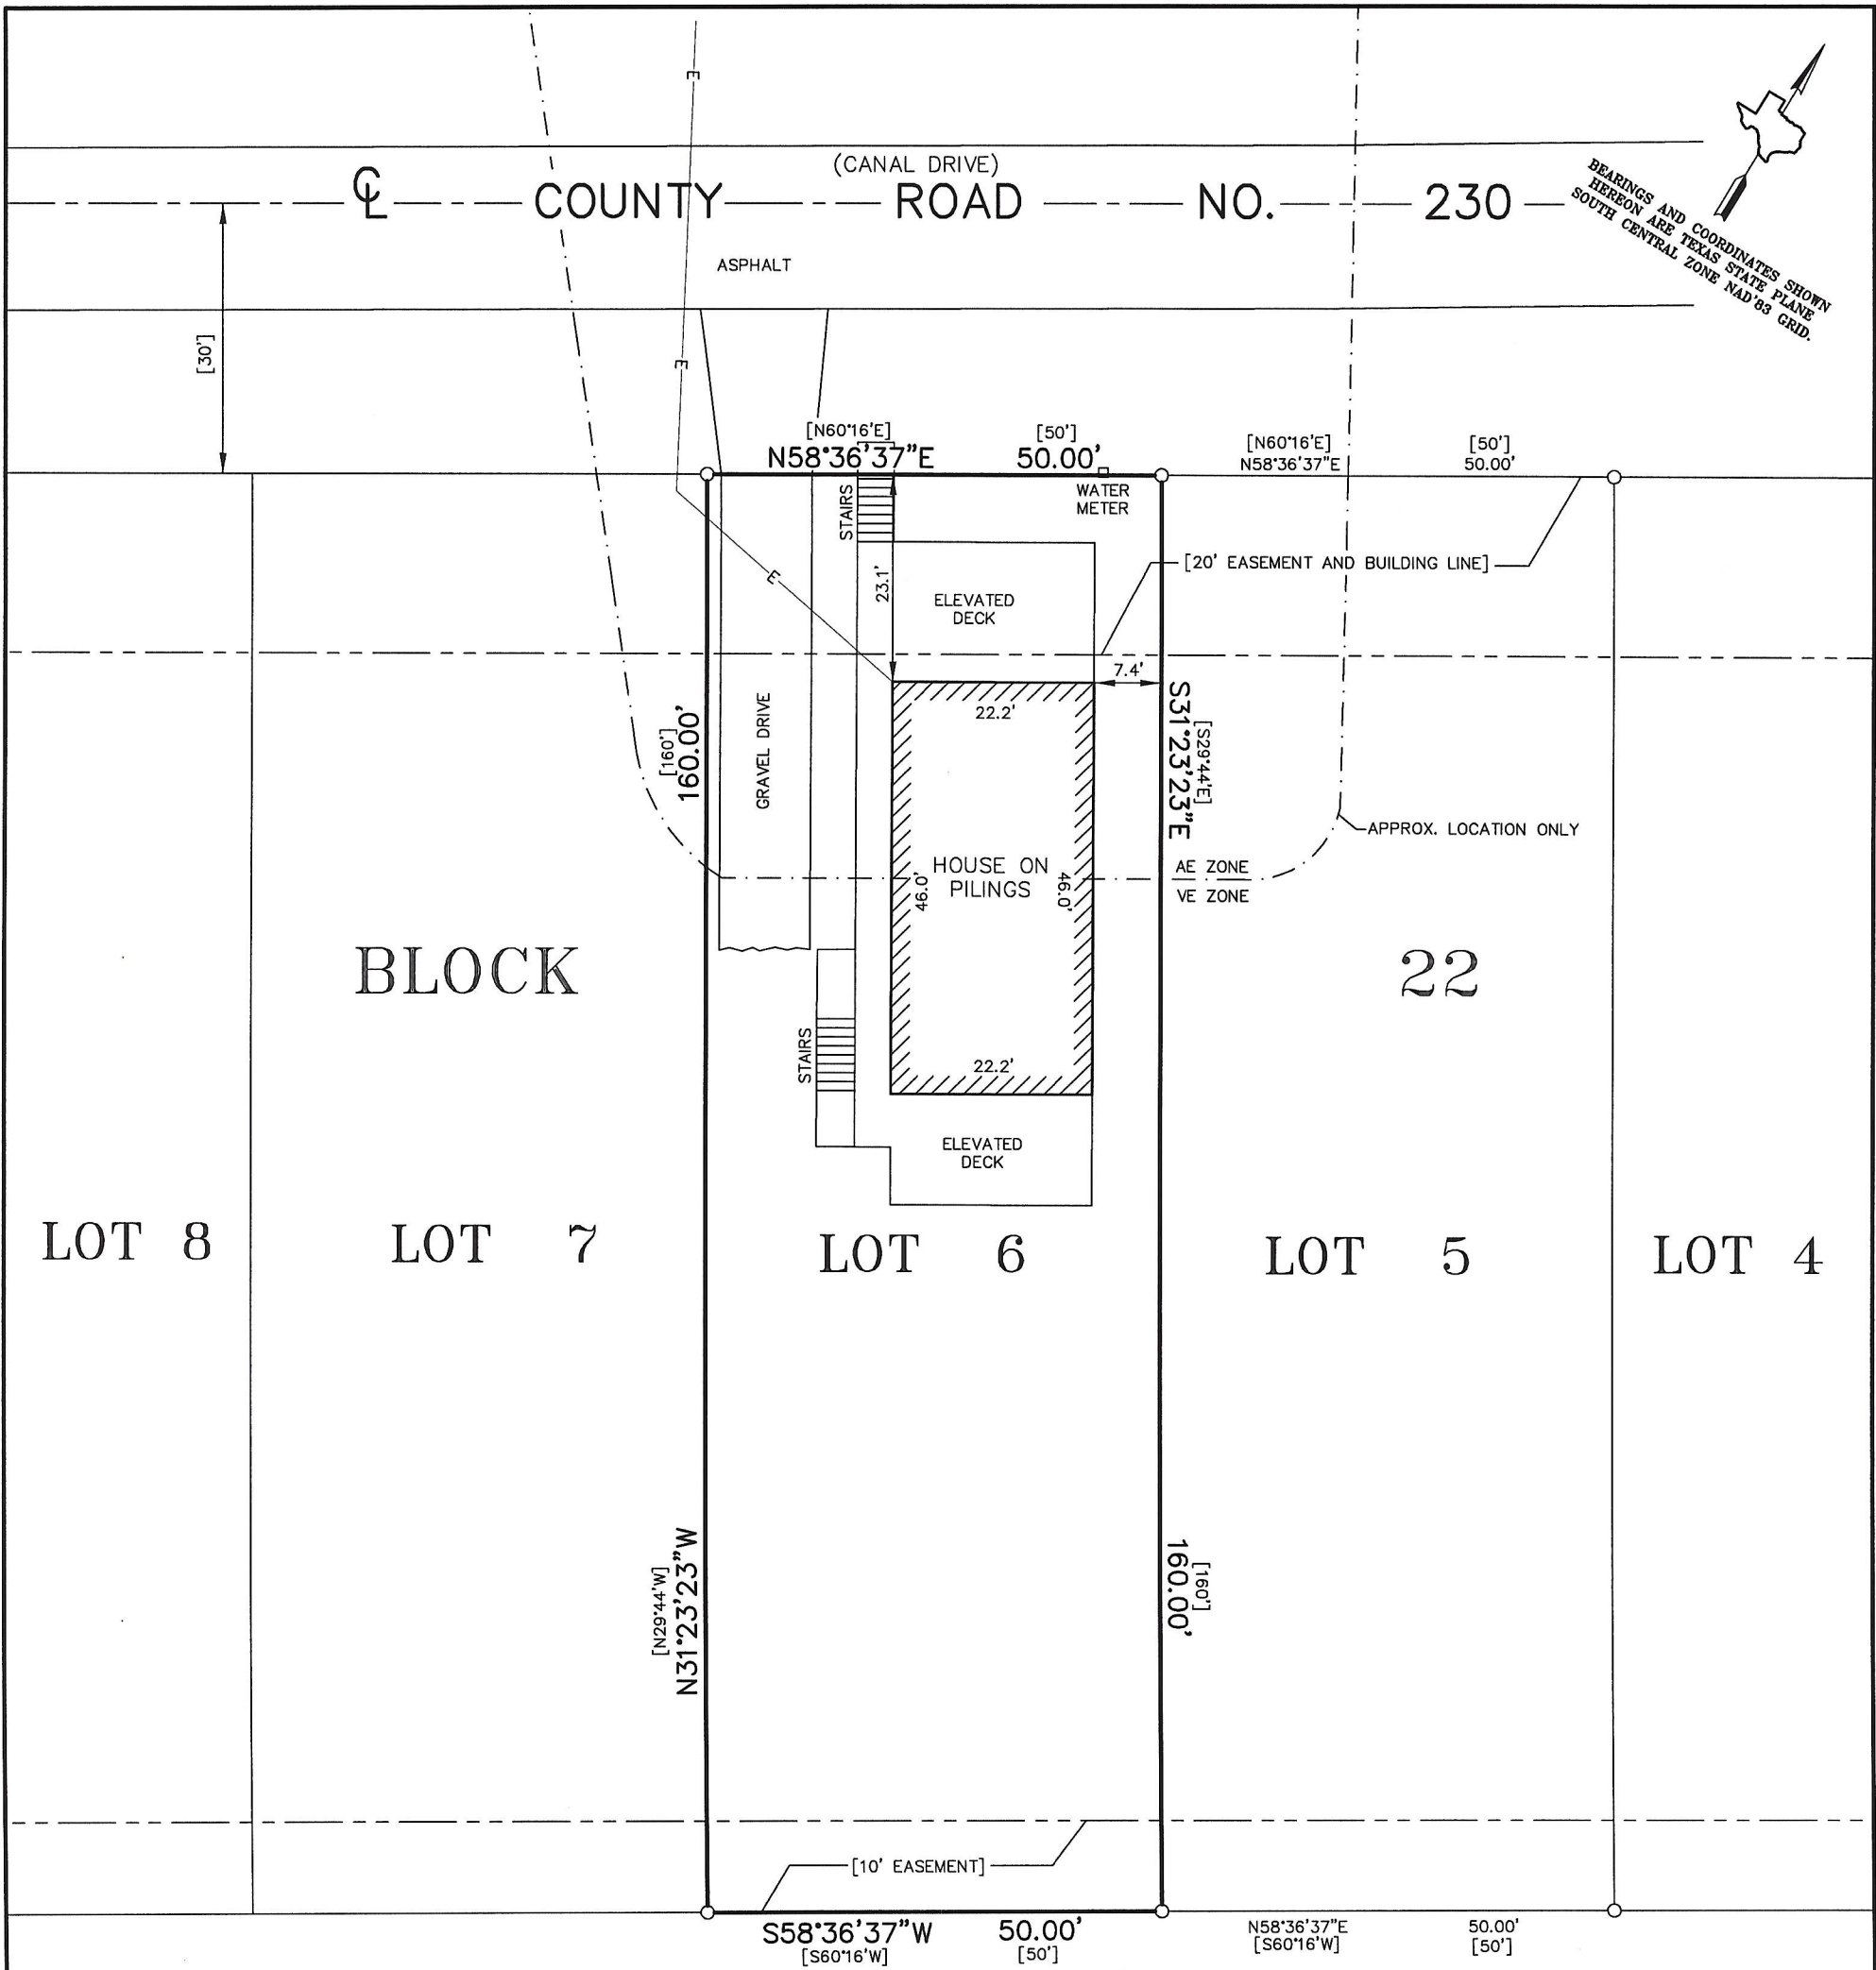 E
(CANAL DRIVE)
℄ COUNTY ROAD NO. 230
BEARINGS AND COORDINATES SHOWN
HEREON ARE TEXAS STATE PLANE
SOUTH CENTRAL ZONE NAD'83 GRID.
ASPHALT
[30']
E
[N60°16'E] [50']
N58°36'37"E 50.00'
[N60°16'E] [50']
N58°36'37"E 50.00'
STAIRS
WATER
METER
[20' EASEMENT AND BUILDING LINE]
E
23.1'
ELEVATED
DECK
7.4'
22.2'
[160']
160.00'
GRAVEL DRIVE
S31°23'23"E
[S29°44'E]
APPROX. LOCATION ONLY
HOUSE ON
PILINGS
46.0'
46.0'
AE ZONE
VE ZONE
BLOCK 22
STAIRS
22.2'
ELEVATED
DECK
LOT 8
LOT 7
LOT 6
LOT 5
LOT 4
[N29°44'W]
N31°23'23"W
[160']
160.00'
[10' EASEMENT]
S58°36'37"W 50.00'
[S60°16'W] [50']
N58°36'37"E 50.00'
[S60°16'W] [50']